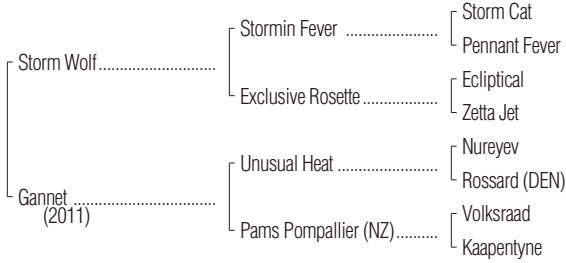 Storm Cat
Stormin Fever ....................
Pennant Fever
Storm Wolf..........................
Ecliptical
Exclusive Rosette................
Zetta Jet
Nureyev
Unusual Heat ......................
Rossard (DEN)
Gannet ................................
(2011)
Volksraad
Pams Pompallier (NZ).........
Kaapentyne